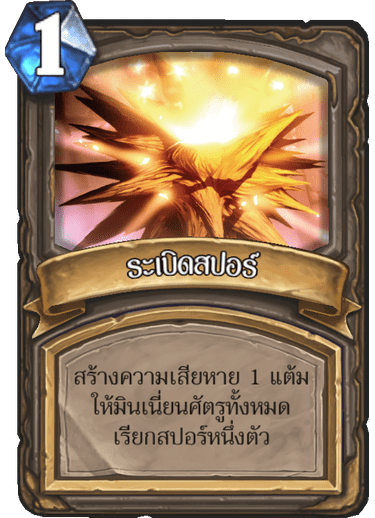 1
ระเบิดสปอร์
สร้างความเสียหาย 1 แต้ม
ให้มินเนี่ยนศัตรูทั้งหมด
เรียกสปอร์หนึ่งตัว